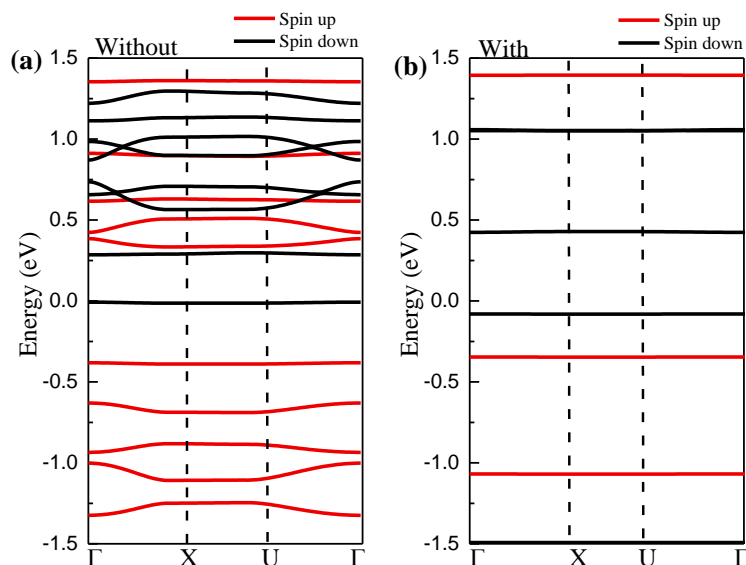 Spin up
Spin down
Without
(a)
1.5
1.0
0.5
0.0
-0.5
-1.0
-1.5
Energy (eV)
Γ X U Γ
Spin up
Spin down
With
(b)
1.5
1.0
0.5
0.0
-0.5
-1.0
-1.5
Energy (eV)
Γ X U Γ